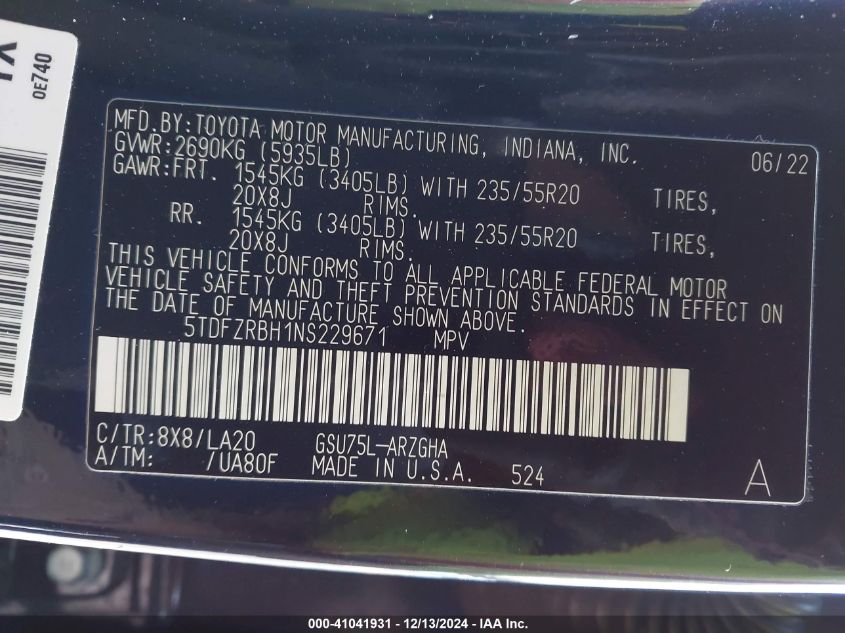 0E740
MFD.BY:TOYOTA MOTOR MANUFACTURING, INDIANA, INC. 06/22
GVWR:2690KG (5935LB)
GAWR:FRT. 1545KG (3405LB) WITH 235/55R20 TIRES,
20X8J RIMS.
RR. 1545KG (3405LB) WITH 235/55R20 TIRES,
20X8J RIMS.
THIS VEHICLE CONFORMS TO ALL APPLICABLE FEDERAL MOTOR
VEHICLE SAFETY AND THEFT PREVENTION STANDARDS IN EFFECT ON
THE DATE OF MANUFACTURE SHOWN ABOVE.
5TDFZRBH1NS229671 MPV
C/TR:8X8/LA20 GSU75L-ARZGHA
A/TM: /UA80F MADE IN U.S.A. 524 A
000-41041931 - 12/13/2024 - IAA Inc.